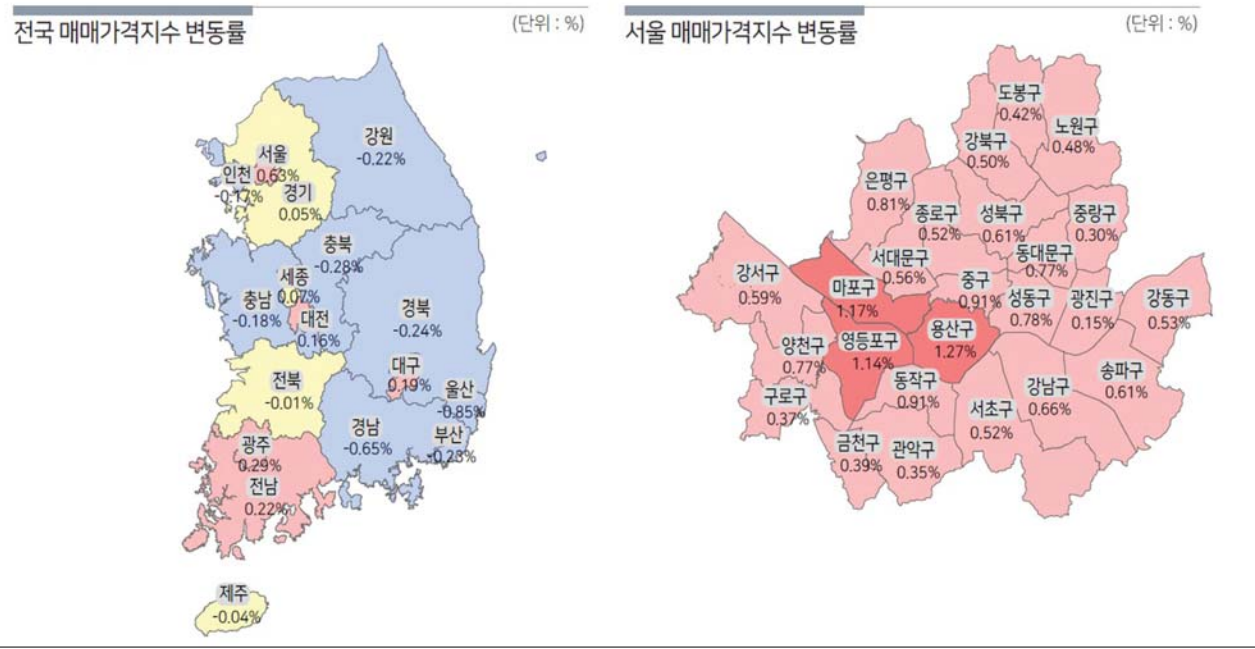 전국 매매가격지수 변동률
(단위 : %)
강원
-0.22%
서울
0.63%
인천
-0.17%
경기
0.05%
충북
-0.28%
세종
0.07%
충남
-0.18%
대전
0.16%
경북
-0.24%
대구
0.19%
전북
-0.01%
울산
-0.85%
경남
-0.65%
부산
-0.23%
광주
0.29%
전남
0.22%
제주
-0.04%
서울 매매가격지수 변동률
(단위 : %)
도봉구
0.42%
노원구
0.48%
강북구
0.50%
은평구
0.81%
종로구
0.52%
성북구
0.61%
중랑구
0.30%
서대문구
0.56%
동대문구
0.77%
강서구
0.59%
마포구
1.17%
중구
0.91%
성동구
0.78%
광진구
0.15%
강동구
0.53%
양천구
0.77%
영등포구
1.14%
용산구
1.27%
동작구
0.91%
구로구
0.37%
서초구
0.52%
강남구
0.66%
송파구
0.61%
금천구
0.39%
관악구
0.35%